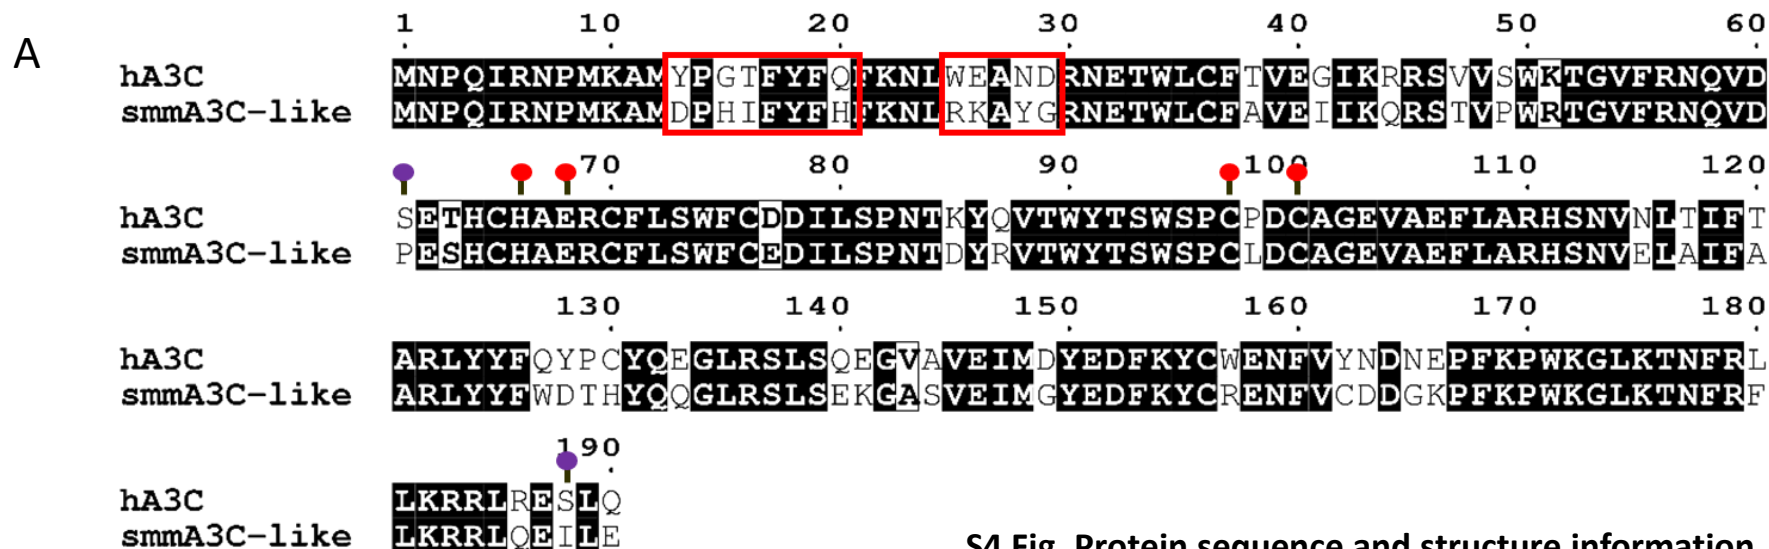 A
1 10 20 30 40 50 60
hA3C MNPQIRNPMKAMYPGTFYFQFKNLWEANDRNETWLCFTVEGIKRRSVVSWKTGVFRNQVD
smmA3C-like MNPQIRNPMKAMDPHIFYFHFKNLRKAYGRNETWLCFAVEIIKQRSTVPWRTGVFRNQVD
70 80 90 100 110 120
hA3C SETHCHAERCFLSWFCDDILSPNTKYQVTWYTSWSPCPDCAGEVAEFLARHSNVNLTIFT
smmA3C-like PESHCHAERCFLSWFCEDILSPNTDYRVTWYTSWSPCLDCAGEVAEFLARHSNVELAIFA
130 140 150 160 170 180
hA3C ARLYYFQYPCYQEGLRSLSQEGVAVEIMDYEDFKYCWENFVYNDNEPFKPWKGLKTNFRL
smmA3C-like ARLYYFWDTHYQQGLRSLSEKGASVEIMGYEDFKYCRENFVCDDGKPFKPWKGLKTNFRF
190
hA3C LKRRLRESLQ
smmA3C-like LKRRLQEILE
S4 Fig. Protein sequence and structure information